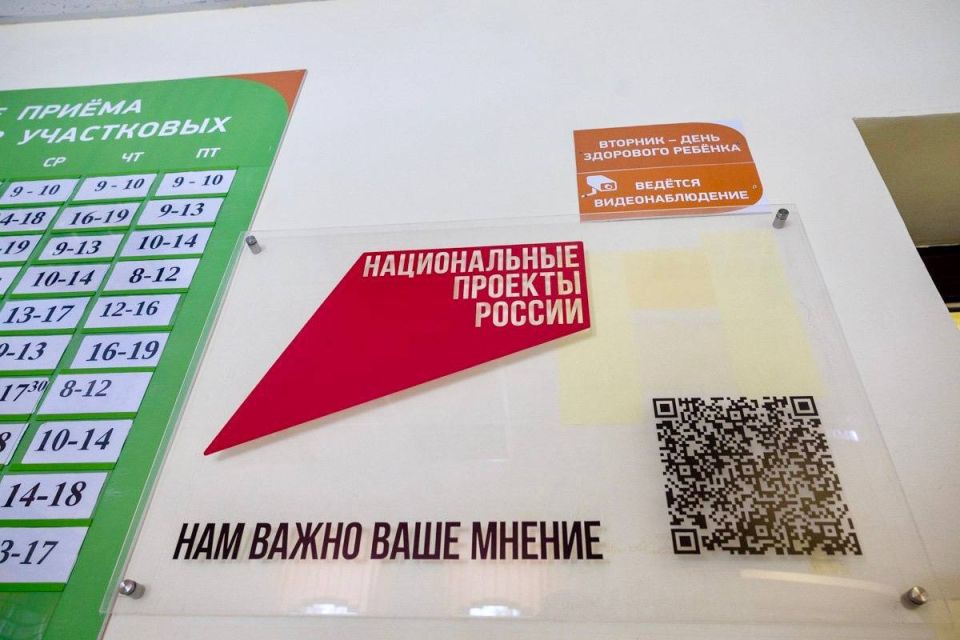 ПРИЁМА
УЧАСТКОВЫХ
СР ЧТ ПТ
9-10 9-10 9-10
14-18 16-19 9-13
9-13 10-14
10-14 8-12
13-17 12-16
16-19
8-12
10-14
14-18
ВТОРНИК – ДЕНЬ
ЗДОРОВОГО РЕБЁНКА
ВЕДЁТСЯ
ВИДЕОНАБЛЮДЕНИЕ
НАЦИОНАЛЬНЫЕ
ПРОЕКТЫ
РОССИИ
НАМ ВАЖНО ВАШЕ МНЕНИЕ